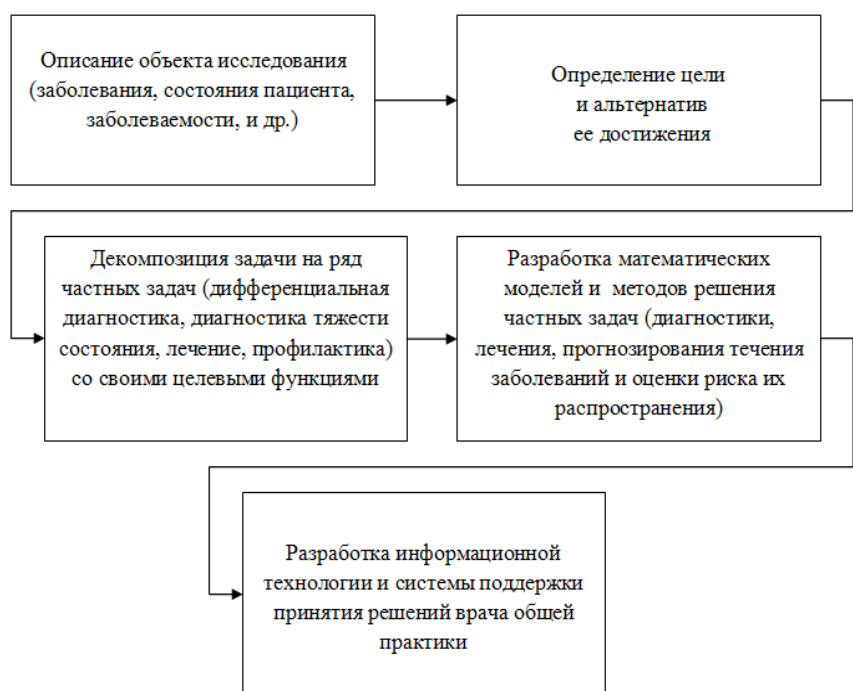 Описание объекта исследования
(заболевания, состояния пациента,
заболеваемости, и др.)
Определение цели
и альтернатив
ее достижения
Декомпозиция задачи на ряд
частных задач (дифференциальная
диагностика, диагностика тяжести
состояния, лечение, профилактика)
со своими целевыми функциями
Разработка математических
моделей и методов решения
частных задач (диагностики,
лечения, прогнозирования течения
заболеваний и оценки риска их
распространения)
Разработка информационной
технологии и системы поддержки
принятия решений врача общей
практики